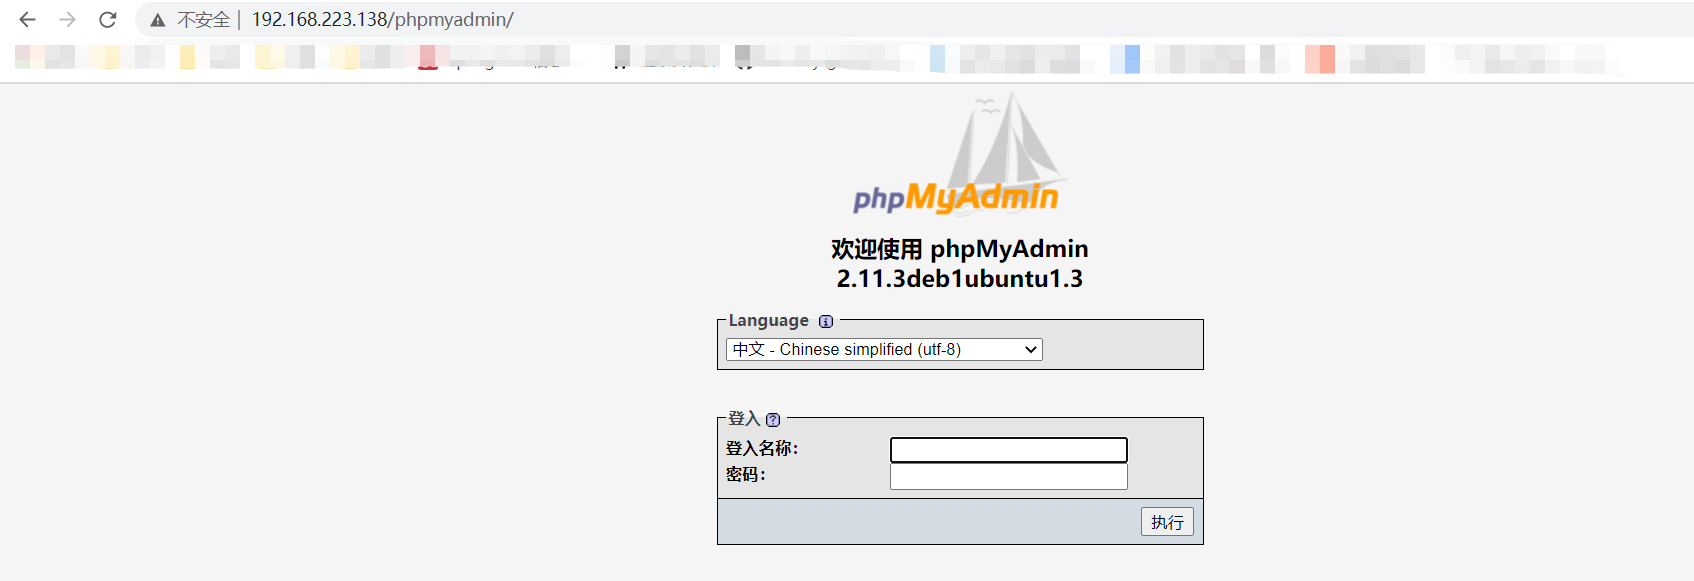 不安全 | 192.168.223.138/phpmyadmin/
phpMyAdmin
欢迎使用 phpMyAdmin
2.11.3deb1ubuntu1.3
Language
中文 - Chinese simplified (utf-8)
登入
登入名称：
密码：
执行